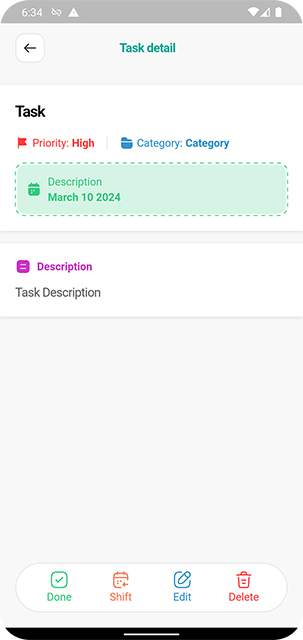 6:34
Task detail
Task
Priority: High
Category: Category
Description
March 10 2024
Description
Task Description
Done
Shift
Edit
Delete